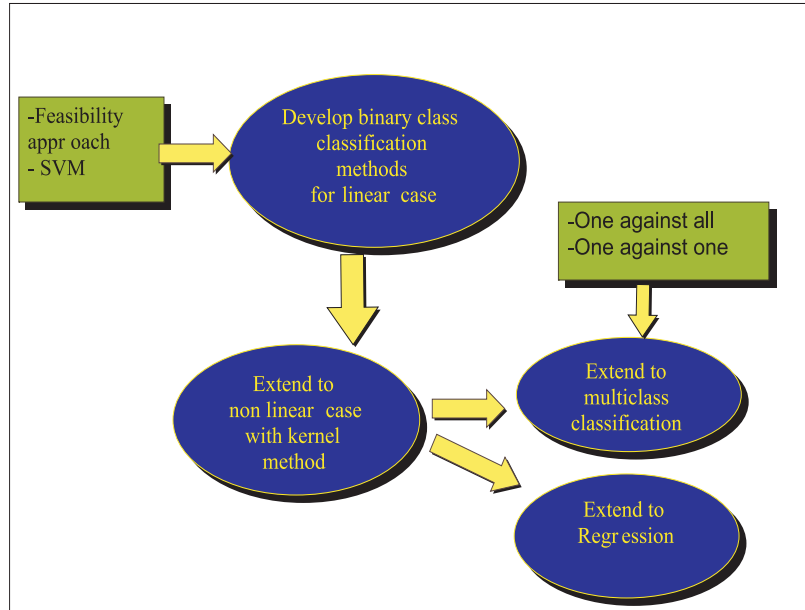 -Feasibility
appr oach
- SVM
Develop binary class
classification
methods
for linear case
-One against all
-One against one
Extend to
non linear case
with kernel
method
Extend to
multiclass
classification
Extend to
Regr ession